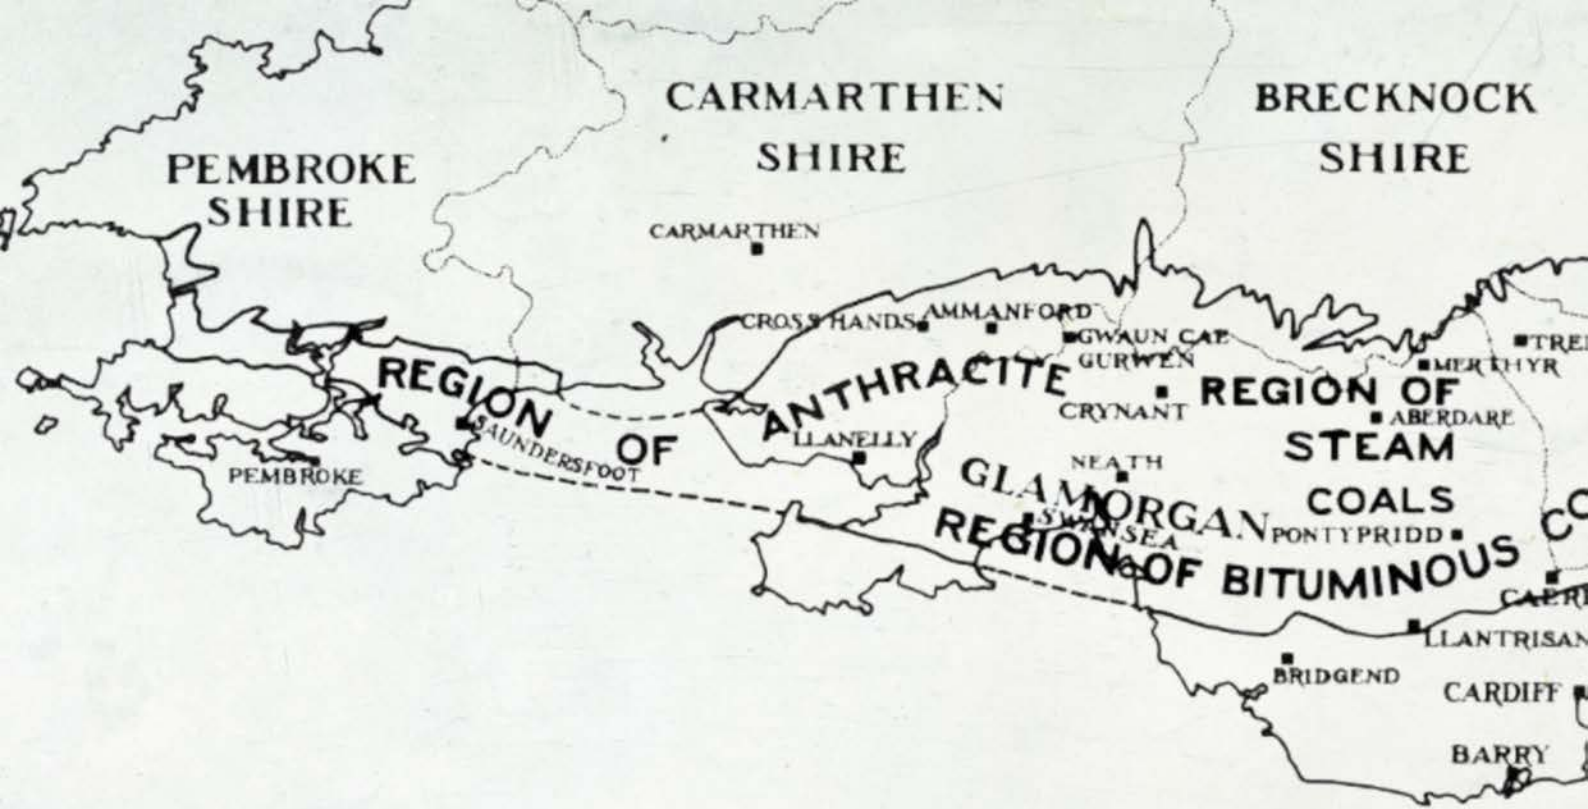 CARMARTHEN
SHIRE
BRECKNOCK
SHIRE
PEMBROKE
SHIRE
CARMARTHEN
CROSS HANDS
AMMANFORD
GWAUN CAE
GURWEN
MERTHYR
REGION OF ANTHRACITE
CRYNANT
REGION OF
STEAM
COALS
ABERDARE
SAUNDERSFOOT
LLANELLY
PEMBROKE
NEATH
GLAMORGAN
SWANSEA
PONTYPRIDD
REGION OF BITUMINOUS
BRIDGEND
CARDIFF
BARRY